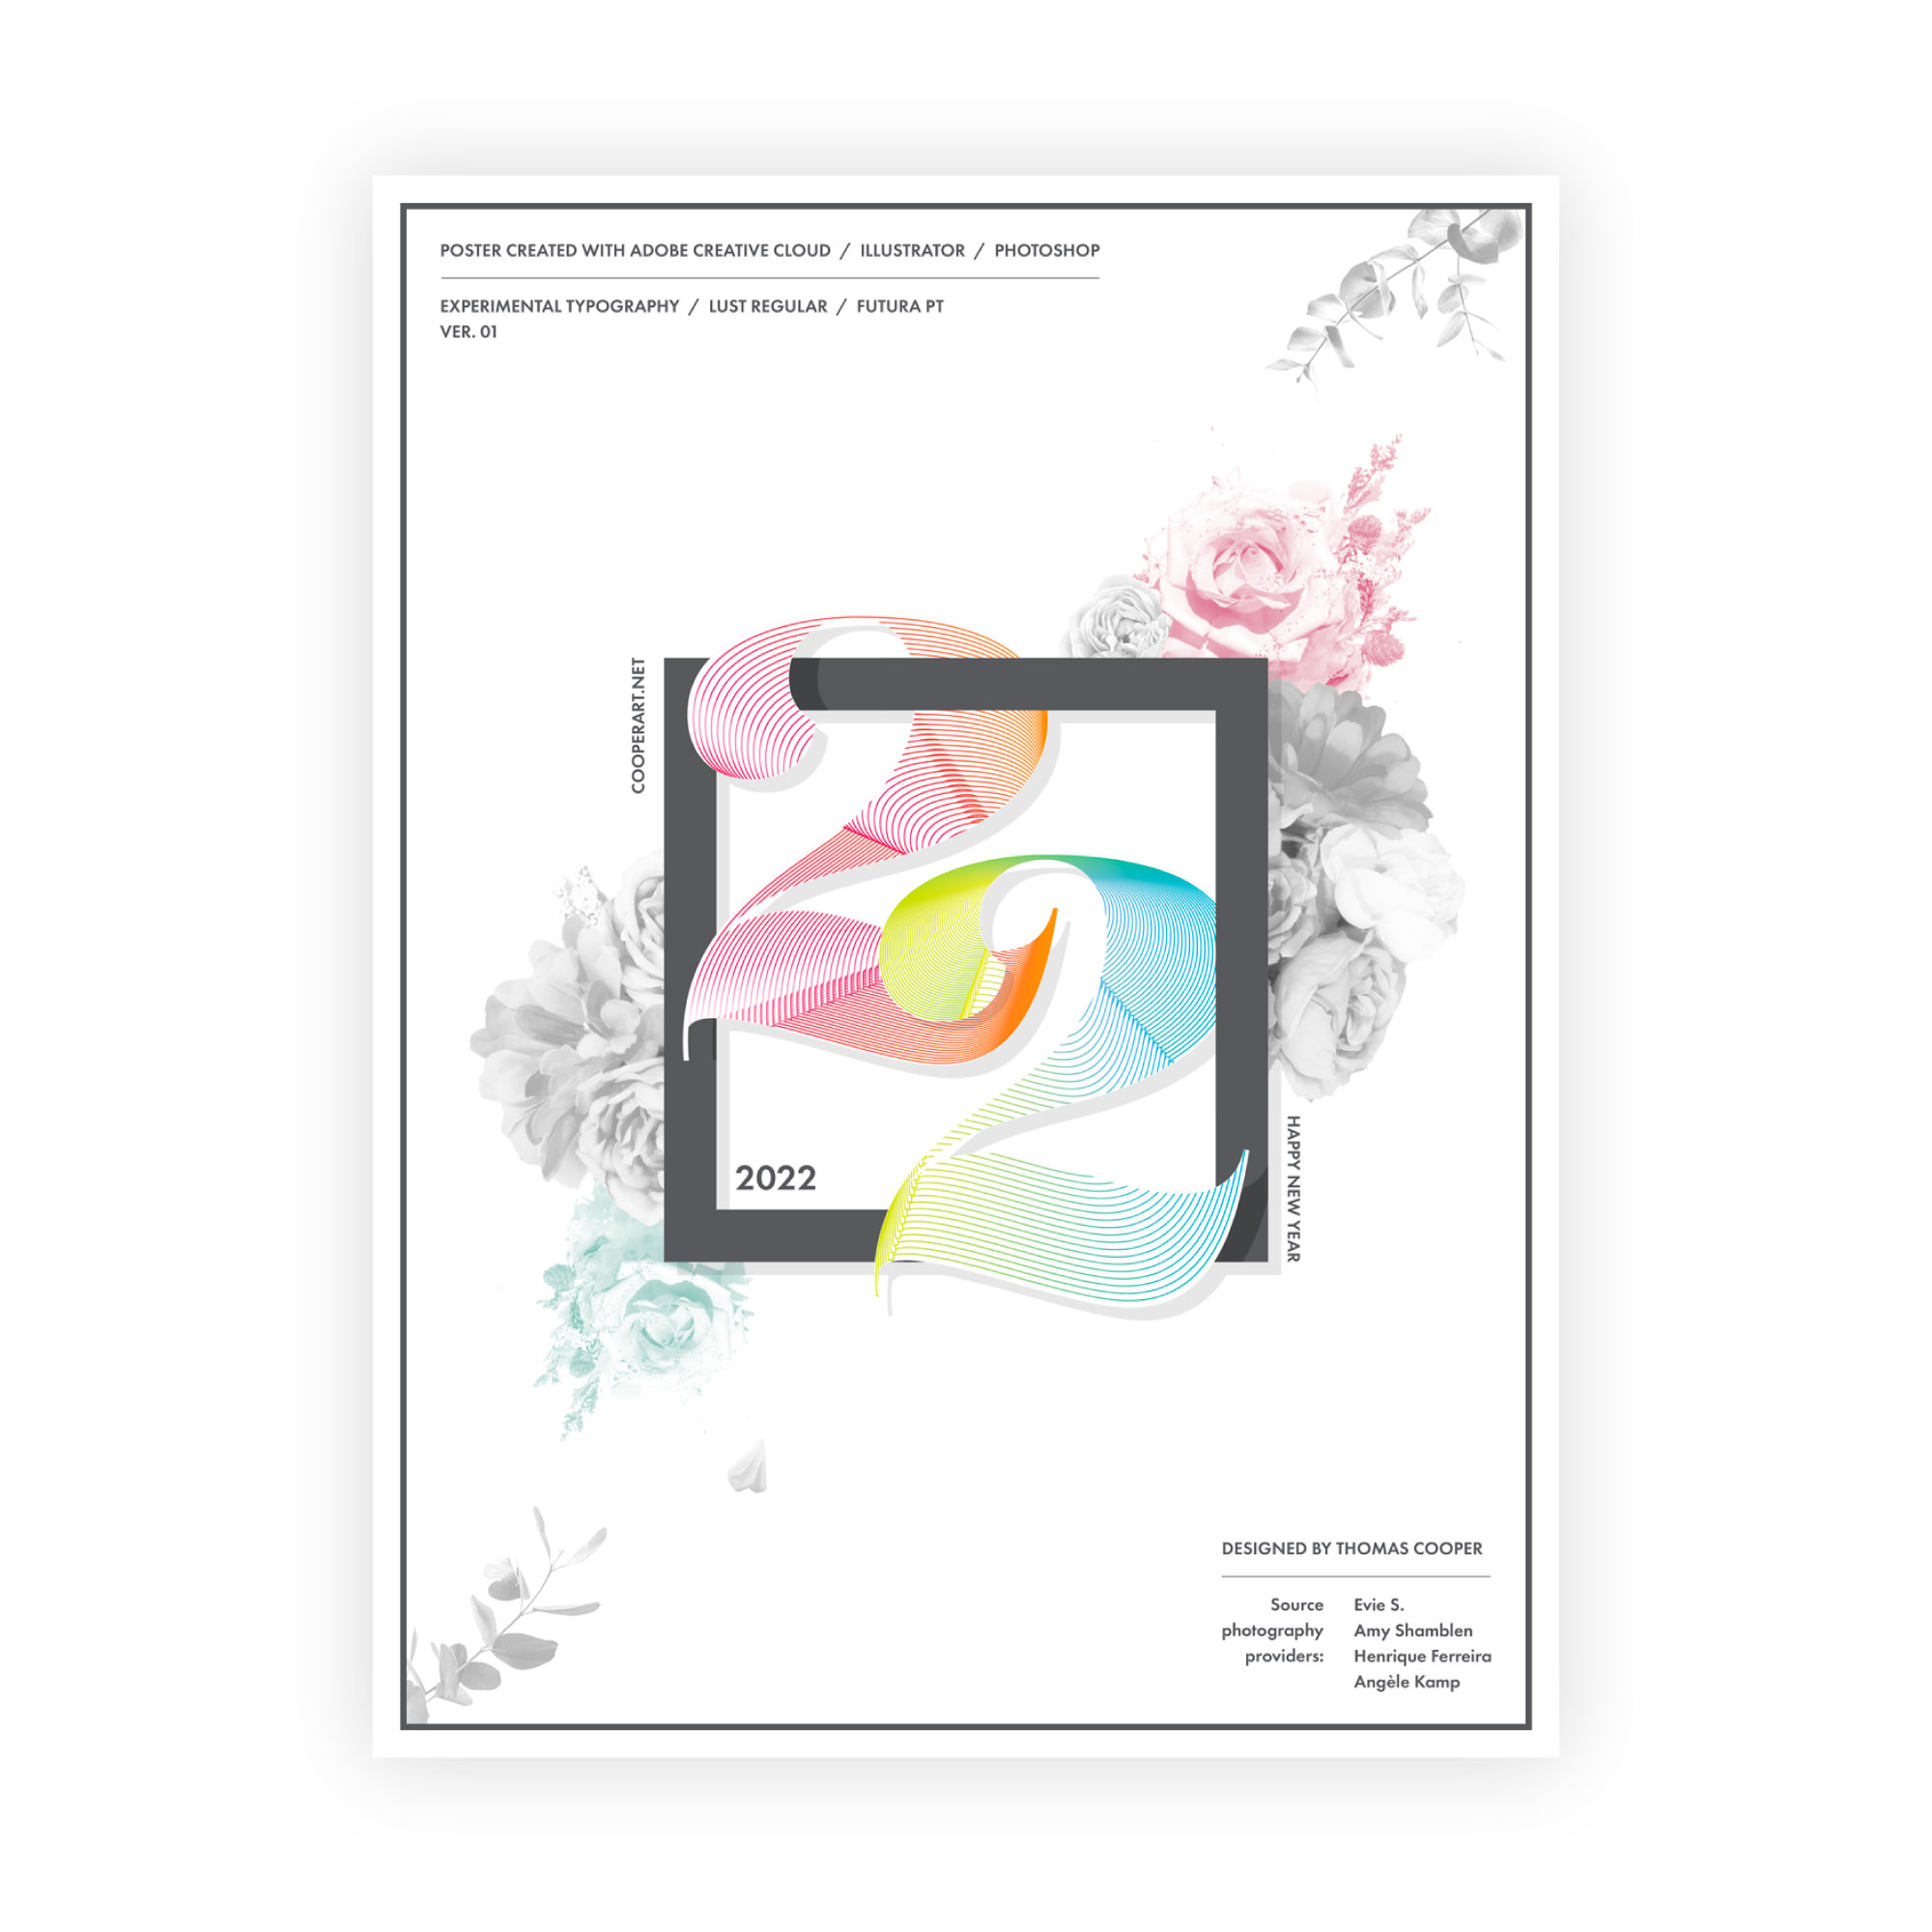 POSTER CREATED WITH ADOBE CREATIVE CLOUD / ILLUSTRATOR / PHOTOSHOP
EXPERIMENTAL TYPOGRAPHY / LUST REGULAR / FUTURA PT
VER. 01
COOPERART.NET
22
2022
HAPPY NEW YEAR
DESIGNED BY THOMAS COOPER
Source photography providers:
Evie S.
Amy Shamblen
Henrique Ferreira
Angèle Kamp